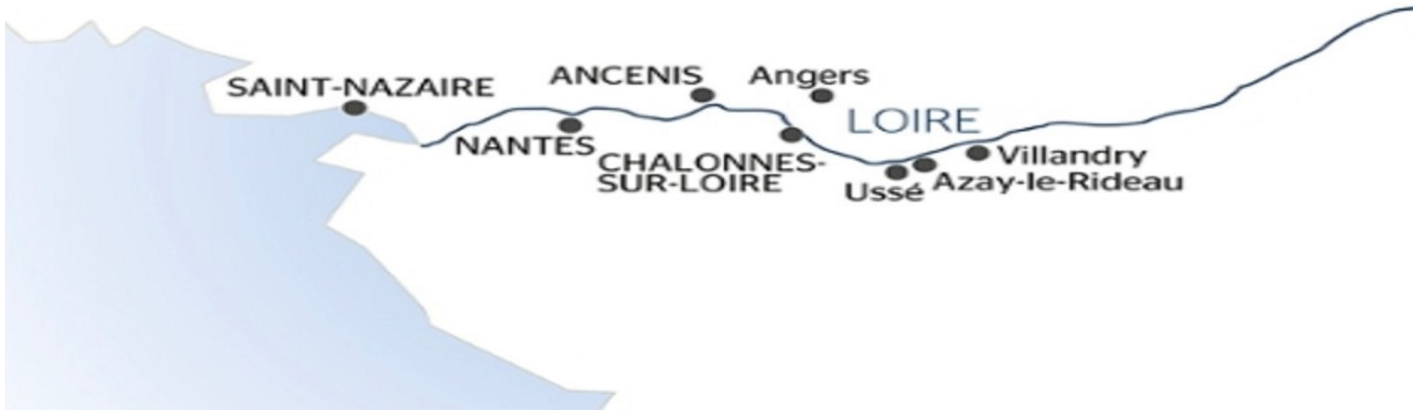 SAINT-NAZAIRE
ANCENIS
Angers
LOIRE
NANTES
CHALONNES-
SUR-LOIRE
Villandry
Azay-le-Rideau
Ussé